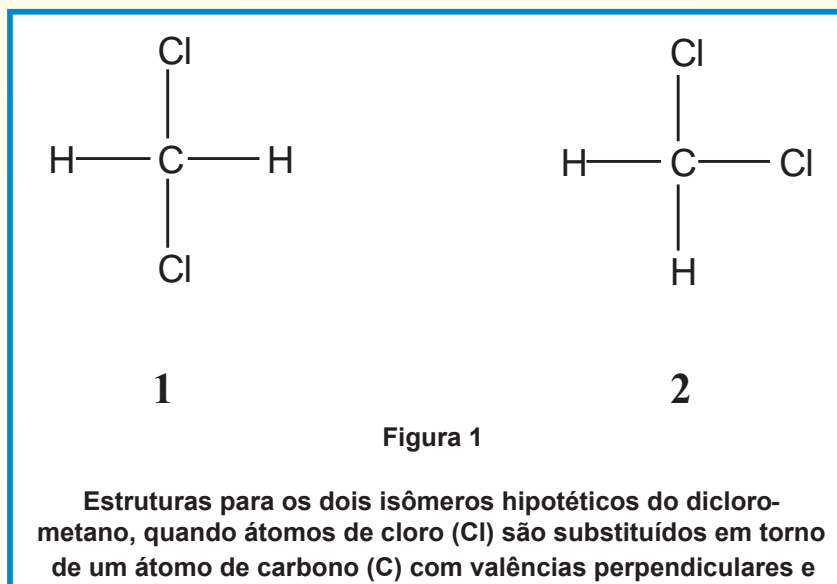 Cl Cl
H C H H C Cl
Cl H
1 2
Figura 1
Estruturas para os dois isômeros hipotéticos do dicloro-
metano, quando átomos de cloro (Cl) são substituídos em torno
de um átomo de carbono (C) com valências perpendiculares e